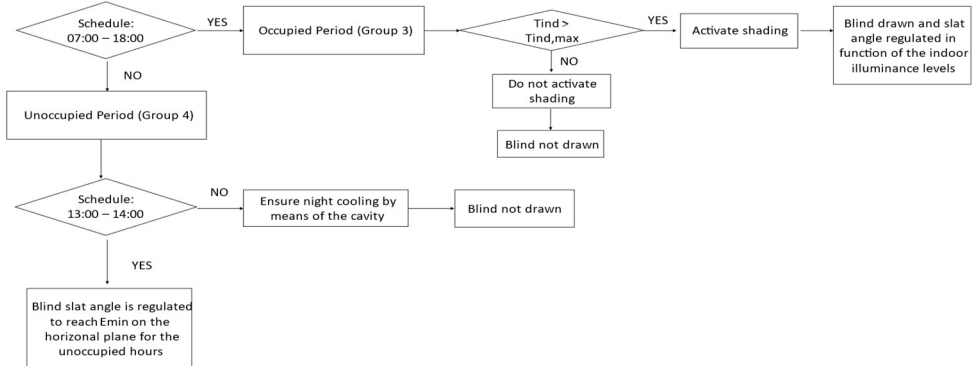 Schedule:
07:00 – 18:00
YES
Occupied Period (Group 3)
Tind >
Tind,max
YES
Activate shading
Blind drawn and slat
angle regulated in
function of the indoor
illuminance levels
NO
NO
Do not activate
shading
Unoccupied Period (Group 4)
Blind not drawn
Schedule:
13:00 – 14:00
NO
Ensure night cooling by
means of the cavity
Blind not drawn
YES
Blind slat angle is regulated
to reach Emin on the
horizonal plane for the
unoccupied hours